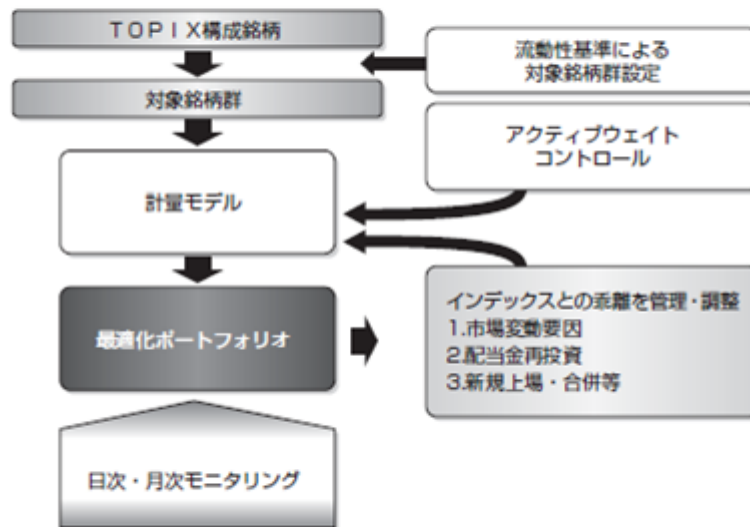 ＴＯＰＩＸ構成銘柄
流動性基準による
対象銘柄群設定
対象銘柄群
アクティブウェイト
コントロール
計量モデル
最適化ポートフォリオ
インデックスとの乖離を管理・調整
1.市場変動要因
2.配当金再投資
3.新規上場・合併等
日次・月次モニタリング